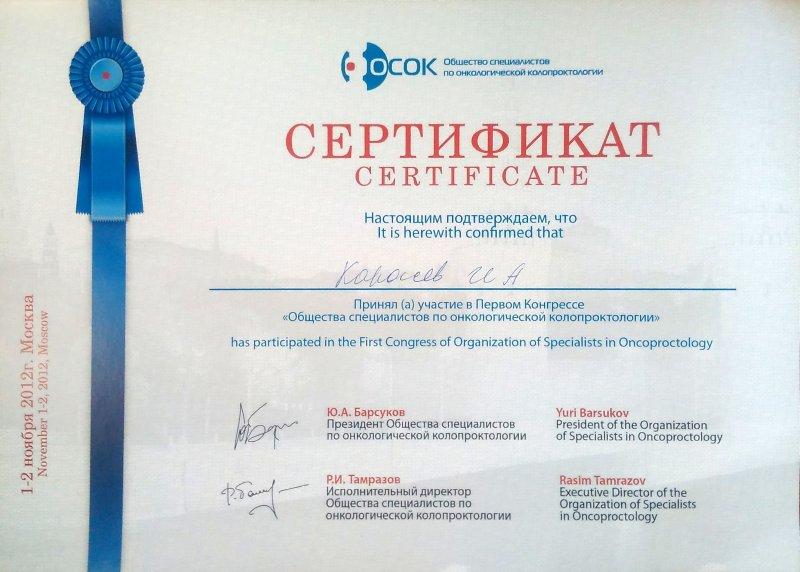 ОСОК Общество специалистов
по онкологической колопроктологии
СЕРТИФИКАТ
CERTIFICATE
Настоящим подтверждаем, что
It is herewith confirmed that
Карасев И А
Принял (а) участие в Первом Конгрессе
«Общества специалистов по онкологической колопроктологии»
has participated in the First Congress of Organization of Specialists in Oncoproctology
1-2 ноября 2012г. Москва
November 1-2, 2012, Moscow
Ю.А. Барсуков
Президент Общества специалистов
по онкологической колопроктологии
Yuri Barsukov
President of the Organization
of Specialists in Oncoproctology
Р.И. Тамразов
Исполнительный директор
Общества специалистов по
онкологической колопроктологии
Rasim Tamrazov
Executive Director of the
Organization of Specialists
in Oncoproctology